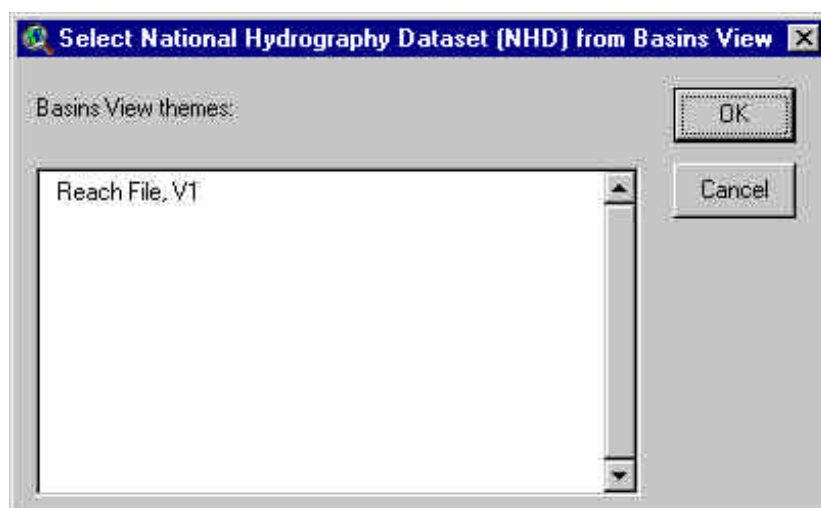 Select National Hydrography Dataset (NHD) from Basins View
Basins View themes:
OK
Reach File, V1
Cancel